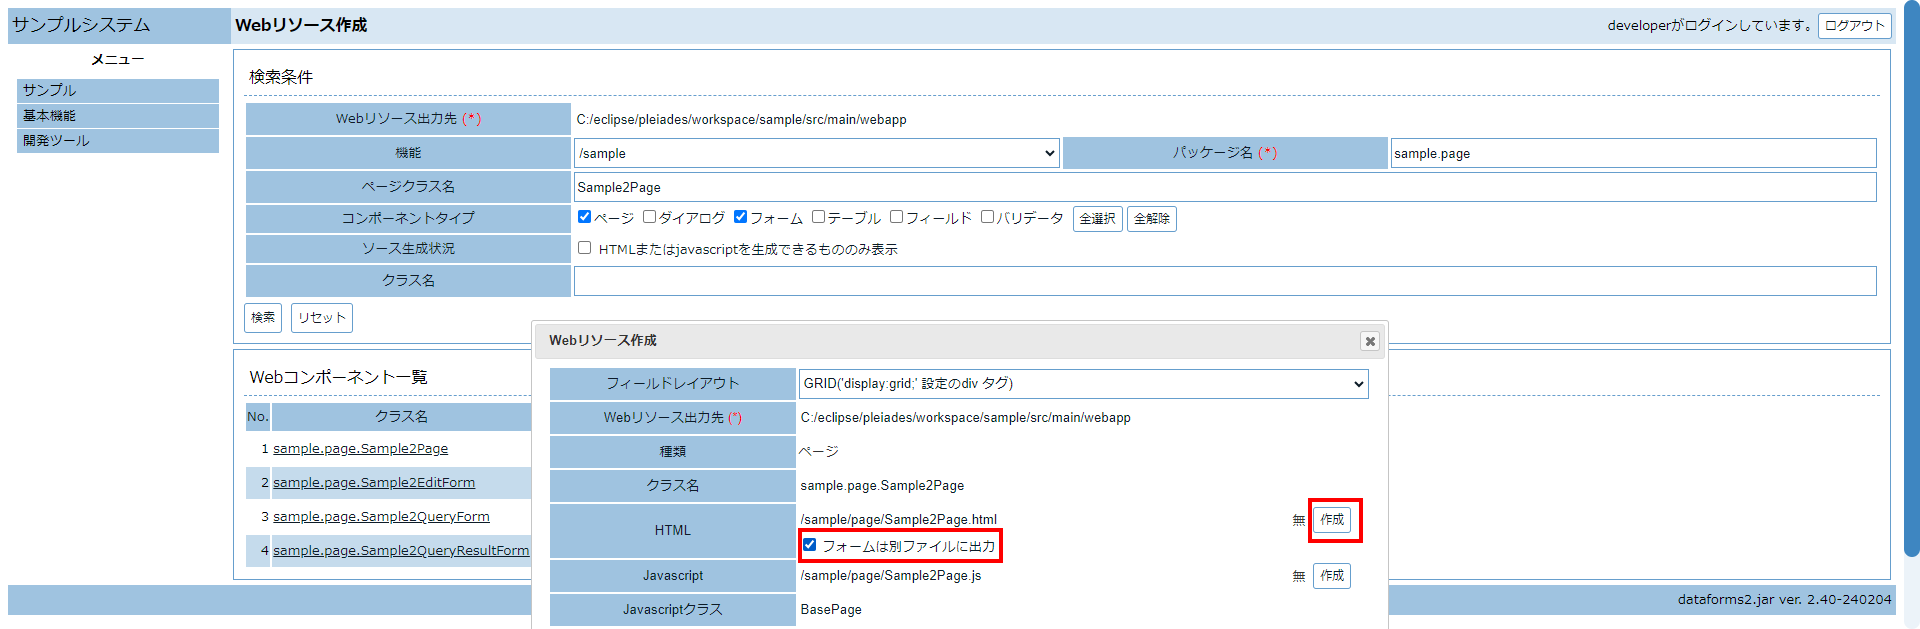 サンプルシステム
Webリソース作成
developerがログインしています。 ログアウト
メニュー
サンプル
基本機能
開発ツール
検索条件
Webリソース出力先 (*) C:/eclipse/pleiades/workspace/sample/src/main/webapp
機能 /sample パッケージ名 (*) sample.page
ページクラス名 Sample2Page
コンポーネントタイプ ページ ダイアログ フォーム テーブル フィールド バリデータ 全選択 全解除
ソース生成状況 HTMLまたはjavascriptを生成できるもののみ表示
クラス名
検索 リセット
Webコンポーネント一覧
No. クラス名
1 sample.page.Sample2Page
2 sample.page.Sample2EditForm
3 sample.page.Sample2QueryForm
4 sample.page.Sample2QueryResultForm
Webリソース作成
フィールドレイアウト GRID('display:grid;' 設定のdiv タグ)
Webリソース出力先 (*) C:/eclipse/pleiades/workspace/sample/src/main/webapp
種類 ページ
クラス名 sample.page.Sample2Page
HTML /sample/page/Sample2Page.html 無 作成
フォームは別ファイルに出力
Javascript /sample/page/Sample2Page.js 無 作成
Javascriptクラス BasePage
dataforms2.jar ver. 2.40-240204